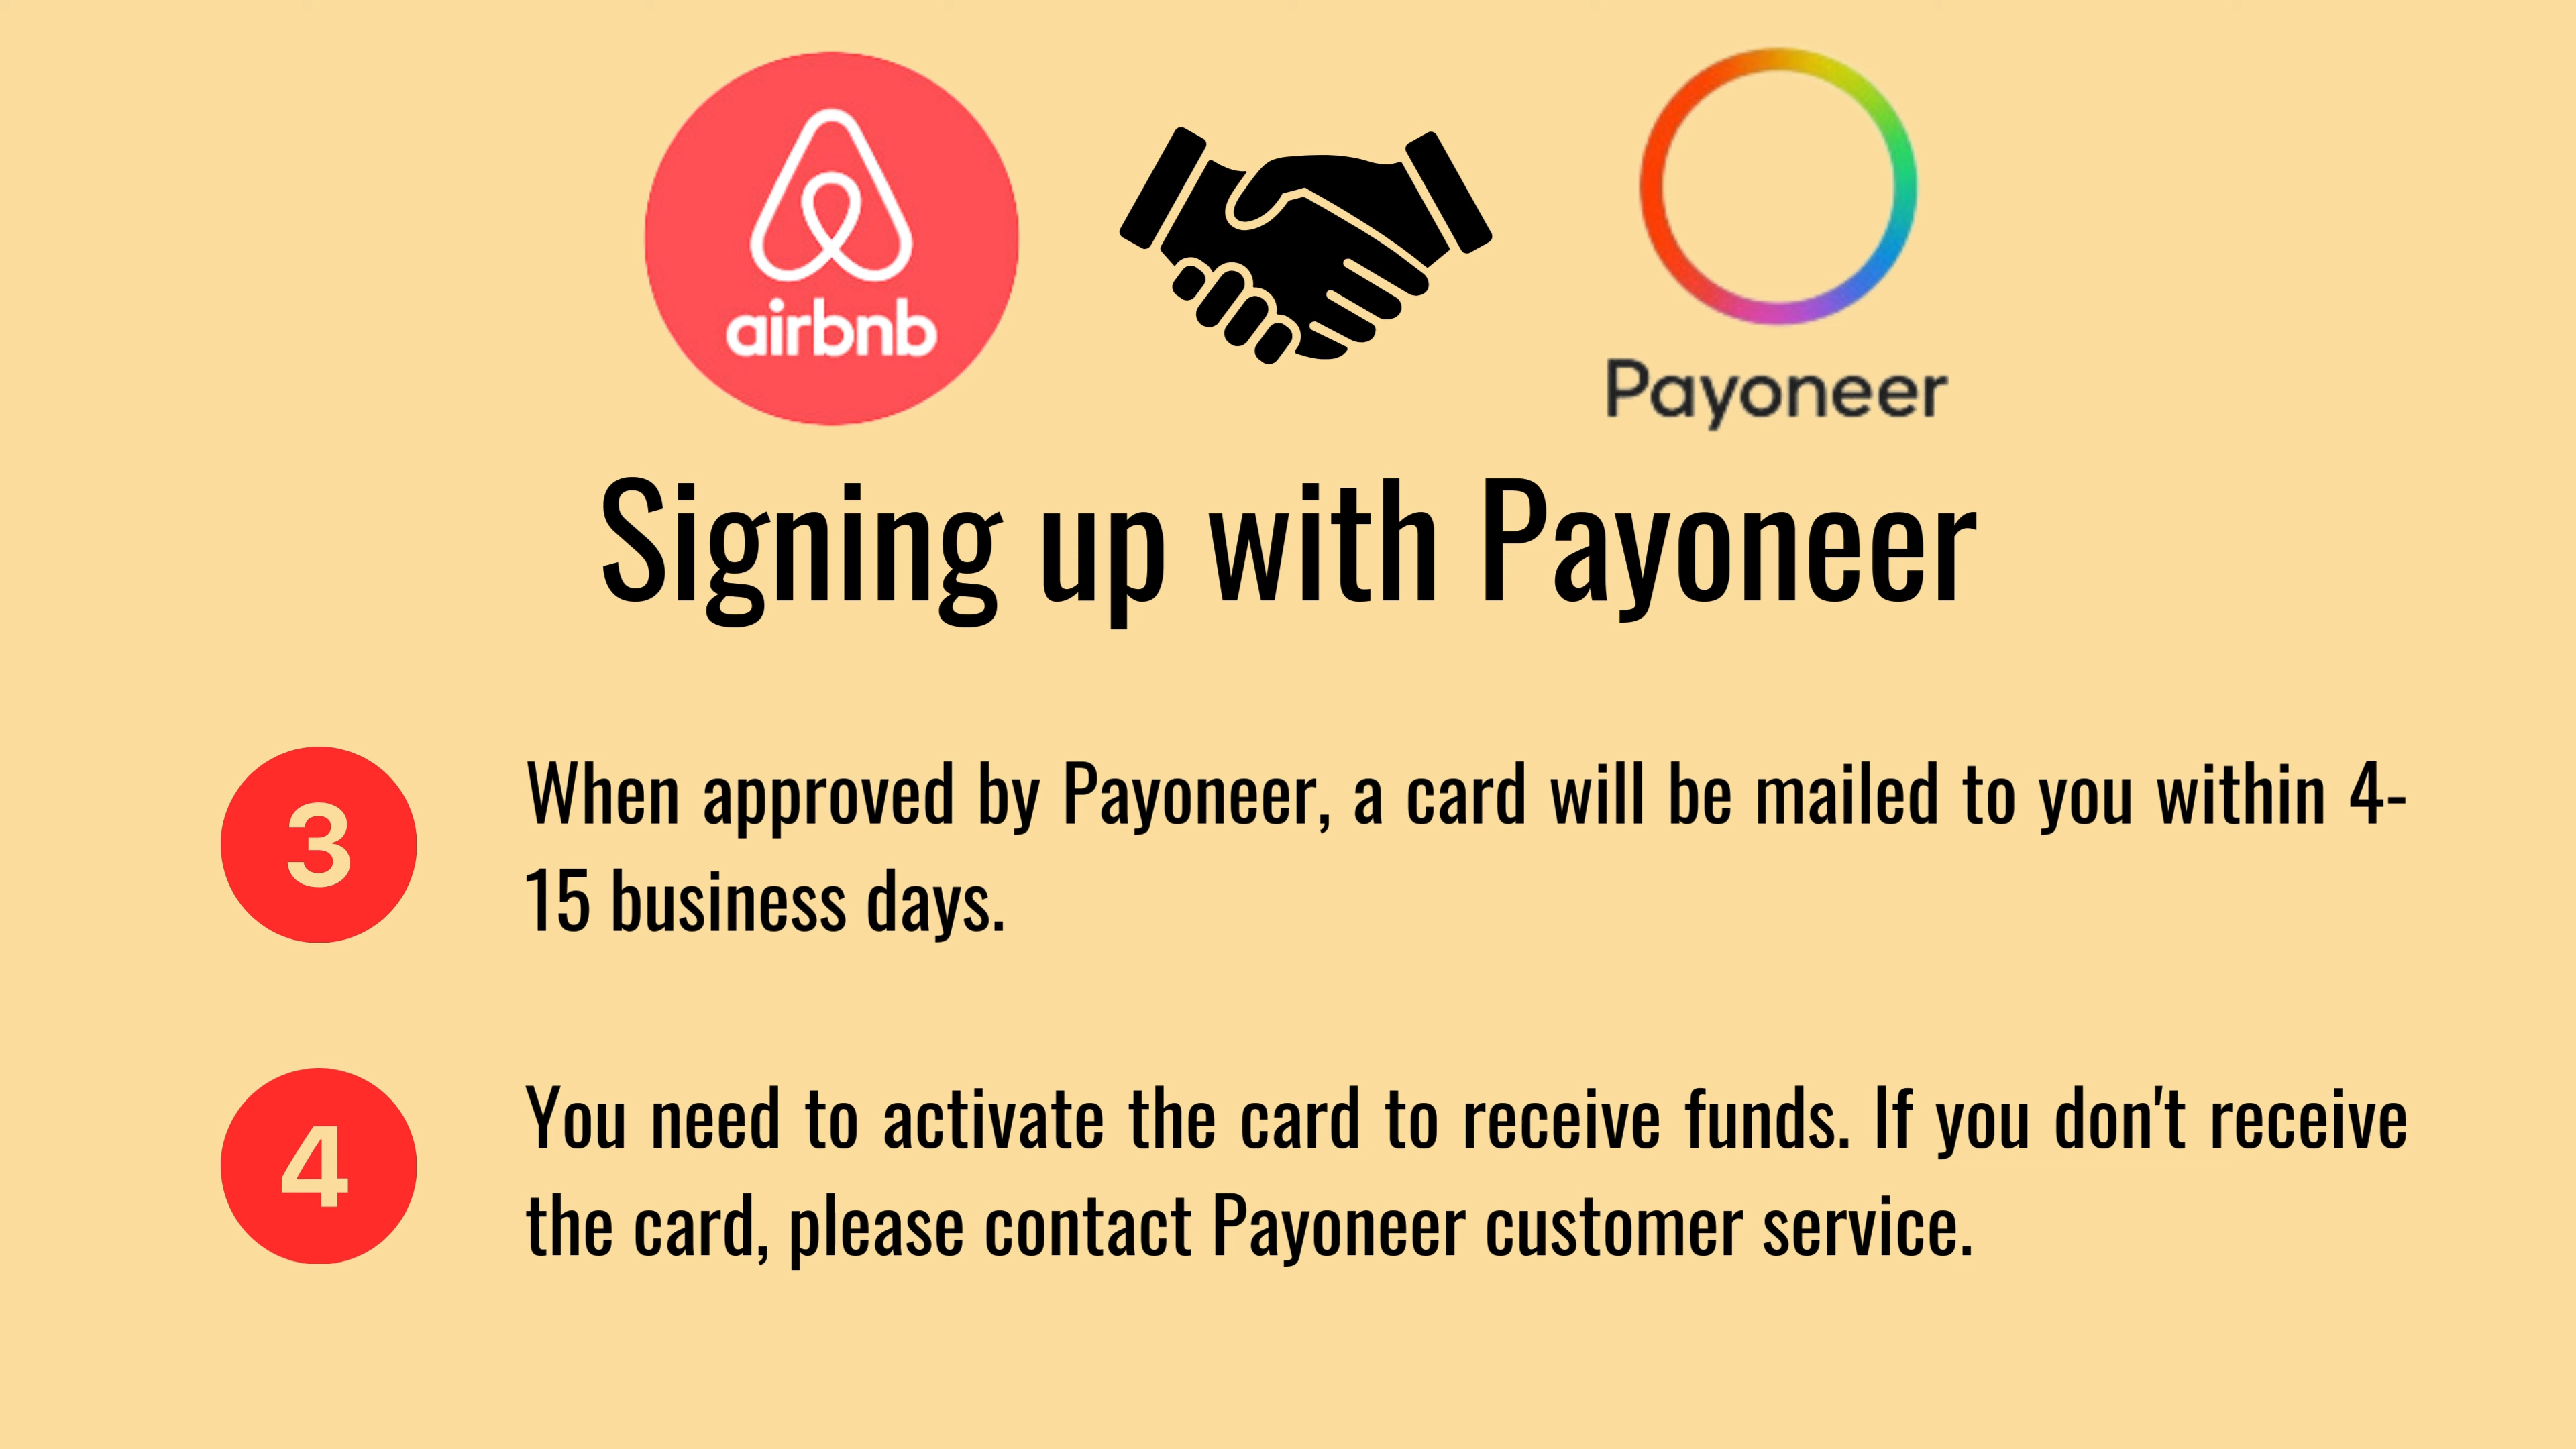 airbnb
Payoneer
Signing up with Payoneer
3
When approved by Payoneer, a card will be mailed to you within 4-
15 business days.
4
You need to activate the card to receive funds. If you don't receive
the card, please contact Payoneer customer service.